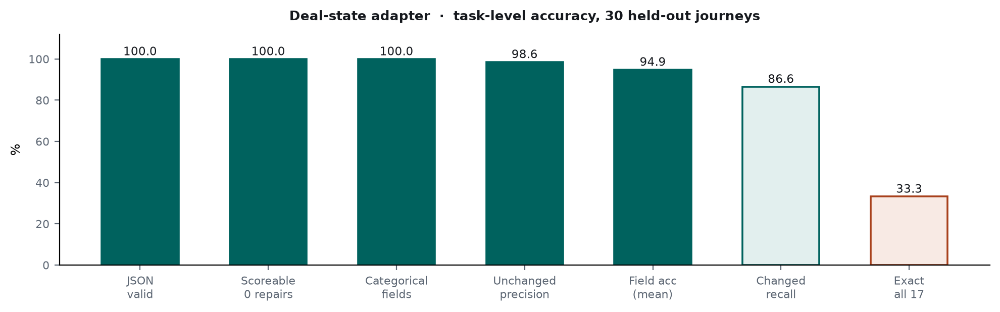 Deal-state adapter · task-level accuracy, 30 held-out journeys
%
100
80
60
40
20
0
100.0
100.0
100.0
98.6
94.9
86.6
33.3
JSON
valid
Scoreable
0 repairs
Categorical
fields
Unchanged
precision
Field acc
(mean)
Changed
recall
Exact
all 17